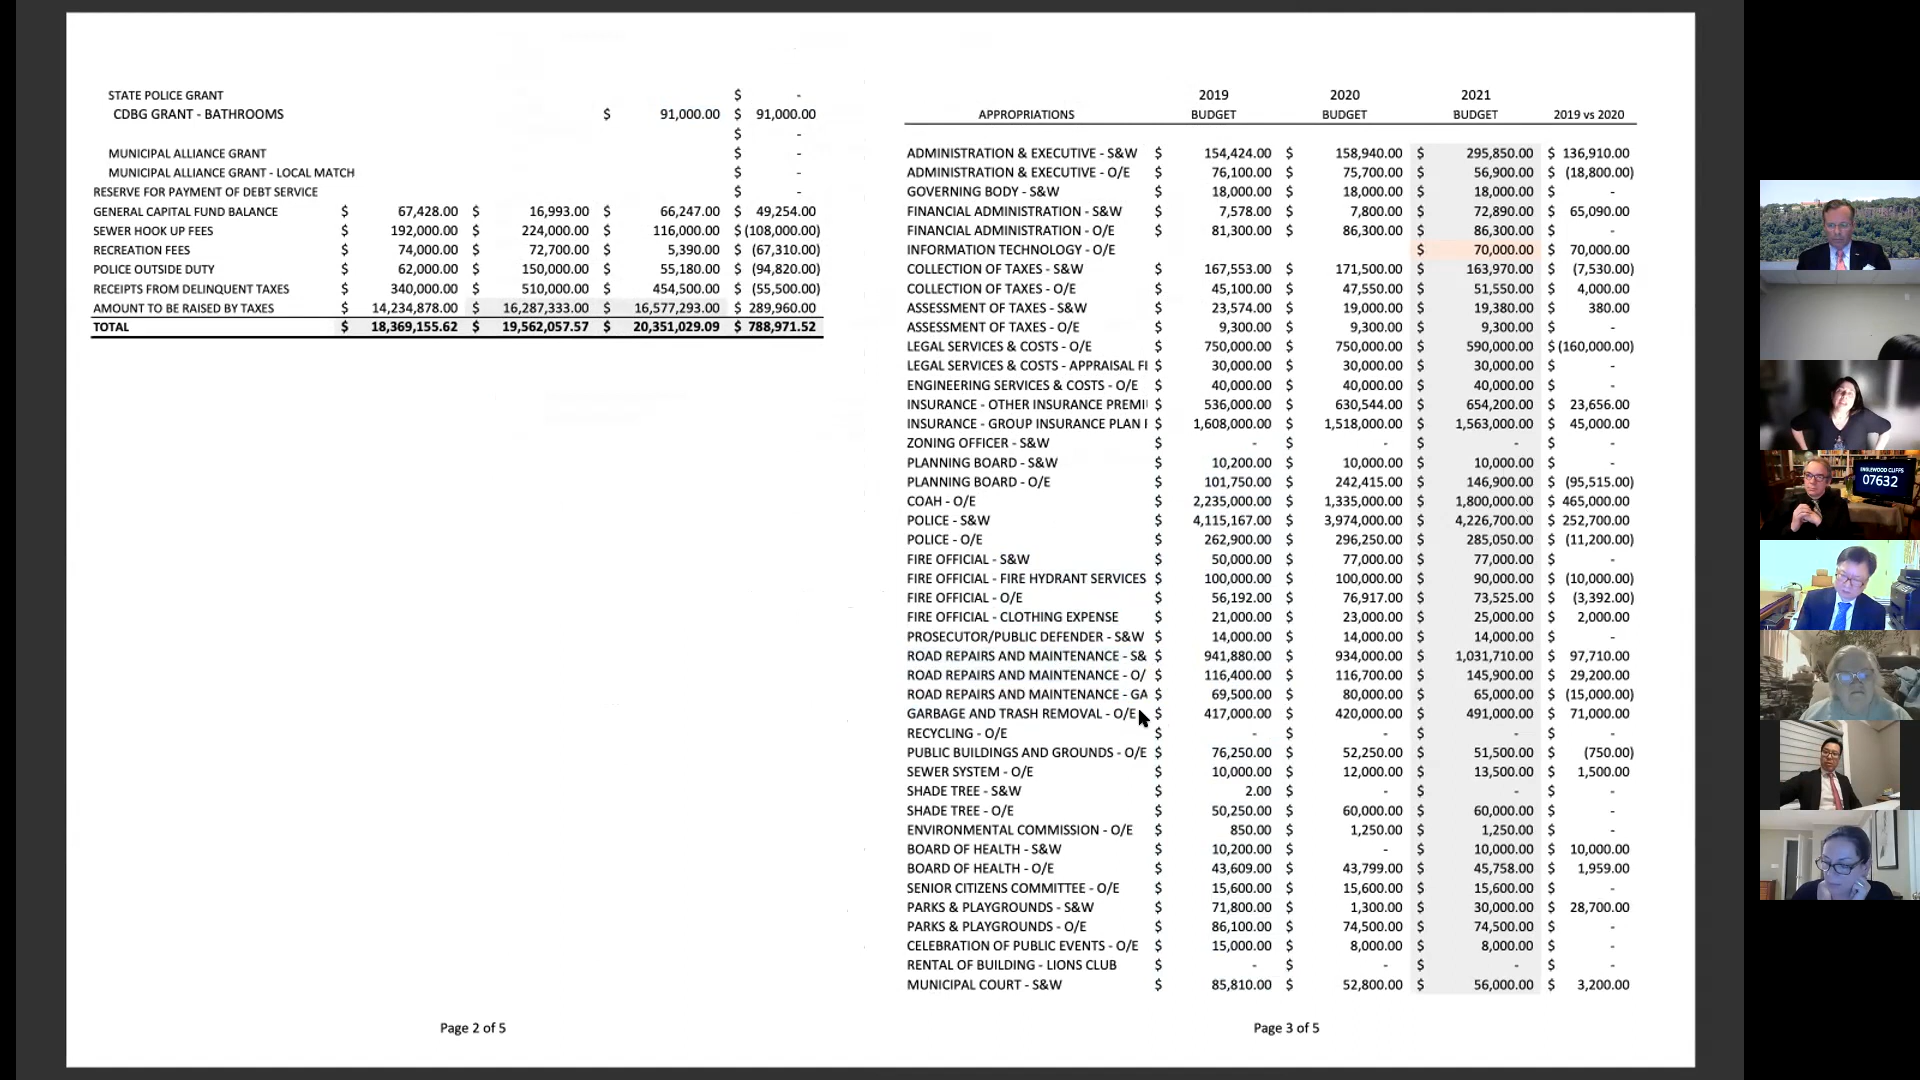 STATE POLICE GRANT $ -
CDBG GRANT - BATHROOMS $ 91,000.00 $ 91,000.00
$ -
MUNICIPAL ALLIANCE GRANT $ -
MUNICIPAL ALLIANCE GRANT - LOCAL MATCH $ -
RESERVE FOR PAYMENT OF DEBT SERVICE $ -
GENERAL CAPITAL FUND BALANCE $ 67,428.00 $ 16,993.00 $ 66,247.00 $ 49,254.00
SEWER HOOK UP FEES $ 192,000.00 $ 224,000.00 $ 116,000.00 $ (108,000.00)
RECREATION FEES $ 74,000.00 $ 72,700.00 $ 5,390.00 $ (67,310.00)
POLICE OUTSIDE DUTY $ 62,000.00 $ 150,000.00 $ 55,180.00 $ (94,820.00)
RECEIPTS FROM DELINQUENT TAXES $ 340,000.00 $ 510,000.00 $ 454,500.00 $ (55,500.00)
AMOUNT TO BE RAISED BY TAXES 14,234,878.00 $ 16,287,333.00 $ 16,577,293.00 $ 289,960.00
TOTAL $ 18,369,155.62 $ 19,562,057.57 $ 20,351,029.09 $ 788,971.52
Page 2 of 5
2019 2020 2021
APPROPRIATIONS BUDGET BUDGET BUDGET 2019 vs 2020
ADMINISTRATION & EXECUTIVE - S&W $ 154,424.00 $ 158,940.00 $ 295,850.00 $ 136,910.00
ADMINISTRATION & EXECUTIVE - O/E $ 76,100.00 $ 75,700.00 $ 56,900.00 $ (18,800.00)
GOVERNING BODY - S&W $ 18,000.00 $ 18,000.00 $ 18,000.00 $ -
FINANCIAL ADMINISTRATION - S&W $ 7,578.00 $ 7,800.00 $ 72,890.00 $ 65,090.00
FINANCIAL ADMINISTRATION - O/E $ 81,300.00 $ 86,300.00 $ 86,300.00 $ -
INFORMATION TECHNOLOGY - O/E $ 70,000.00 $ 70,000.00
COLLECTION OF TAXES - S&W $ 167,553.00 $ 171,500.00 $ 163,970.00 $ (7,530.00)
COLLECTION OF TAXES - O/E $ 45,100.00 $ 47,550.00 $ 51,550.00 $ 4,000.00
ASSESSMENT OF TAXES - S&W $ 23,574.00 $ 19,000.00 $ 19,380.00 $ 380.00
ASSESSMENT OF TAXES - O/E $ 9,300.00 $ 9,300.00 $ 9,300.00 $ -
LEGAL SERVICES & COSTS - O/E $ 750,000.00 $ 750,000.00 $ 590,000.00 $ (160,000.00)
LEGAL SERVICES & COSTS - APPRAISAL FI $ 30,000.00 $ 30,000.00 $ 30,000.00 $ -
ENGINEERING SERVICES & COSTS - O/E $ 40,000.00 $ 40,000.00 $ 40,000.00 $ -
INSURANCE - OTHER INSURANCE PREMI $ 536,000.00 $ 630,544.00 $ 654,200.00 $ 23,656.00
INSURANCE - GROUP INSURANCE PLAN $ 1,608,000.00 $ 1,518,000.00 $ 1,563,000.00 $ 45,000.00
ZONING OFFICER - S&W $ - $ - $ - $ -
PLANNING BOARD - S&W $ 10,200.00 $ 10,000.00 $ 10,000.00 $ -
PLANNING BOARD - O/E $ 101,750.00 $ 242,415.00 $ 146,900.00 $ (95,515.00)
COAH - O/E $ 2,235,000.00 $ 1,335,000.00 $ 1,800,000.00 $ 465,000.00
POLICE - S&W $ 4,115,167.00 $ 3,974,000.00 $ 4,226,700.00 $ 252,700.00
POLICE - O/E $ 262,900.00 $ 296,250.00 $ 285,050.00 $ (11,200.00)
FIRE OFFICIAL - S&W $ 50,000.00 $ 77,000.00 $ 77,000.00 $ -
FIRE OFFICIAL - FIRE HYDRANT SERVICES $ 100,000.00 $ 100,000.00 $ 90,000.00 $ (10,000.00)
FIRE OFFICIAL - O/E $ 56,192.00 $ 76,917.00 $ 73,525.00 $ (3,392.00)
FIRE OFFICIAL - CLOTHING EXPENSE $ 21,000.00 $ 23,000.00 $ 25,000.00 $ 2,000.00
PROSECUTOR/PUBLIC DEFENDER - S&W $ 14,000.00 $ 14,000.00 $ 14,000.00 $ -
ROAD REPAIRS AND MAINTENANCE - S& $ 941,880.00 $ 934,000.00 $ 1,031,710.00 $ 97,710.00
ROAD REPAIRS AND MAINTENANCE - O/ $ 116,400.00 $ 116,700.00 $ 145,900.00 $ 29,200.00
ROAD REPAIRS AND MAINTENANCE - GA $ 69,500.00 $ 80,000.00 $ 65,000.00 $ (15,000.00)
GARBAGE AND TRASH REMOVAL - O/E $ 417,000.00 $ 420,000.00 $ 491,000.00 $ 71,000.00
RECYCLING - O/E $ - $ - $ - $ -
PUBLIC BUILDINGS AND GROUNDS - O/E $ 76,250.00 $ 52,250.00 $ 51,500.00 $ (750.00)
SEWER SYSTEM - O/E $ 10,000.00 $ 12,000.00 $ 13,500.00 $ 1,500.00
SHADE TREE - S&W $ 2.00 $ - $ - $ -
SHADE TREE - O/E $ 50,250.00 $ 60,000.00 $ 60,000.00 $ -
ENVIRONMENTAL COMMISSION - O/E $ 850.00 $ 1,250.00 $ 1,250.00 $ -
BOARD OF HEALTH - S&W $ 10,200.00 $ - $ 10,000.00 $ 10,000.00
BOARD OF HEALTH - O/E $ 43,609.00 $ 43,799.00 $ 45,758.00 $ 1,959.00
SENIOR CITIZENS COMMITTEE - O/E $ 15,600.00 $ 15,600.00 $ 15,600.00 $ -
PARKS & PLAYGROUNDS - S&W $ 71,800.00 $ 1,300.00 $ 30,000.00 $ 28,700.00
PARKS & PLAYGROUNDS - O/E $ 86,100.00 $ 74,500.00 $ 74,500.00 $ -
CELEBRATION OF PUBLIC EVENTS - O/E $ 15,000.00 $ 8,000.00 $ 8,000.00 $ -
RENTAL OF BUILDING - LIONS CLUB $ - $ - $ - $ -
MUNICIPAL COURT - S&W $ 85,810.00 $ 52,800.00 $ 56,000.00 $ 3,200.00
Page 3 of 5
ENGLEWOOD CLIFFS
07632